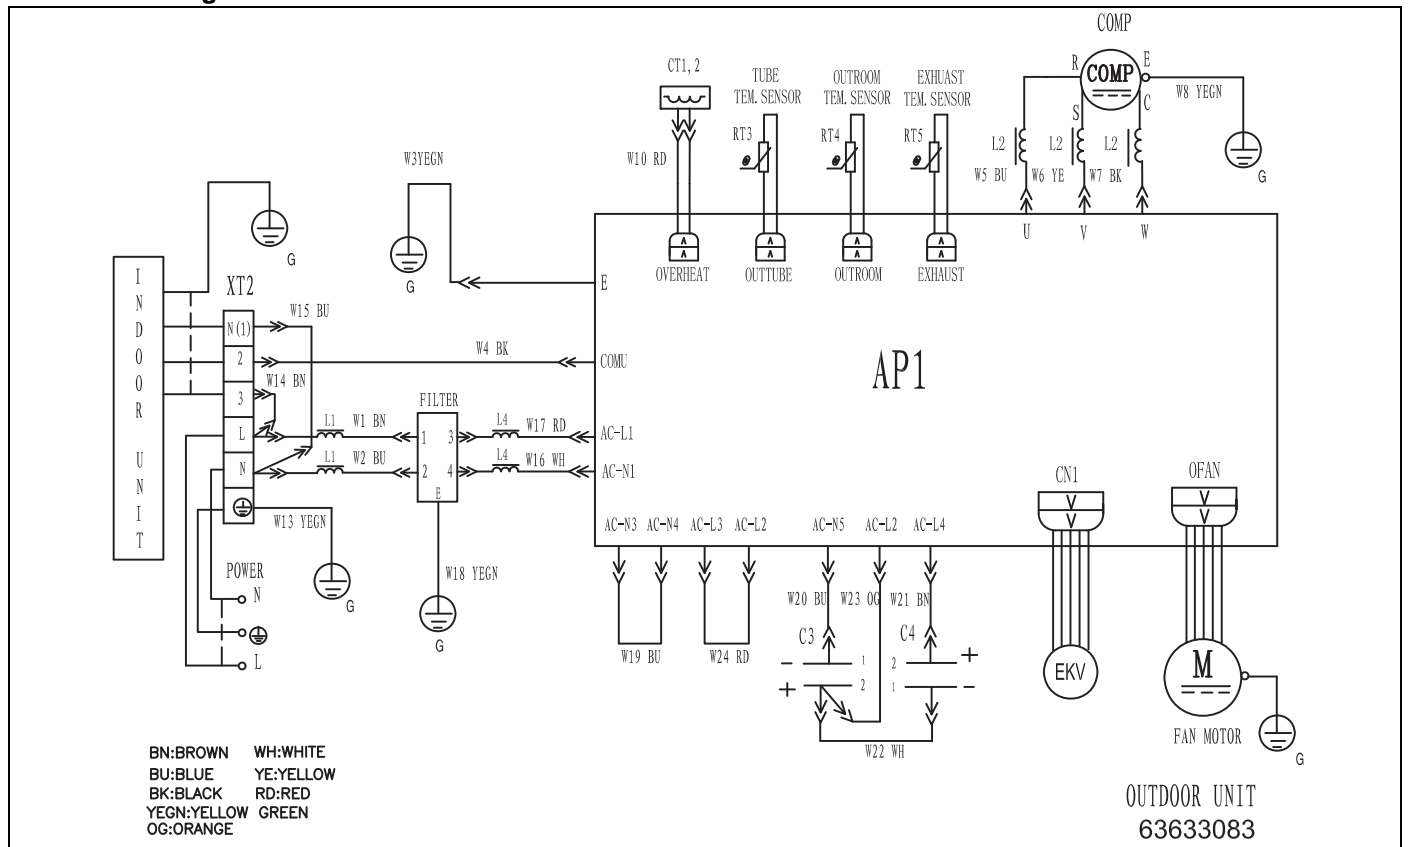 COMP
CT1, 2
TUBE
TEM. SENSOR
OUTROOM
TEM. SENSOR
EXHUAST
TEM. SENSOR
R
COMP
E
W8 YEGN
S
C
RT3
RT4
RT5
L2
L2
L2
W3YEGN
W10 RD
W5 BU
W6 YE
W7 BK
G
U
V
W
G
G
OVERHEAT
OUTTUBE
OUTROOM
EXHAUST
E
INDOOR UNIT
XT2
W15 BU
N(1)
W4 BK
COMU
2
AP1
W14 BN
3
FILTER
L1
W1 BN
L4
W17 RD
L
1
3
AC-L1
L1
W2 BU
L4
W16 WH
N
2
4
AC-N1
E
CN1
OFAN
W13 YEGN
AC-N3
AC-N4
AC-L3
AC-L2
AC-N5
AC-L2
AC-L4
POWER
N
G
W18 YEGN
W20 BU
W23 OG
W21 BN
G
C3
C4
L
W19 BU
W24 RD
-
1
2
+
+
2
1
-
EKV
M
W22 WH
FAN MOTOR
G
BN:BROWN WH:WHITE
BU:BLUE YE:YELLOW
BK:BLACK RD:RED
YEGN:YELLOW GREEN
OG:ORANGE
OUTDOOR UNIT
63633083